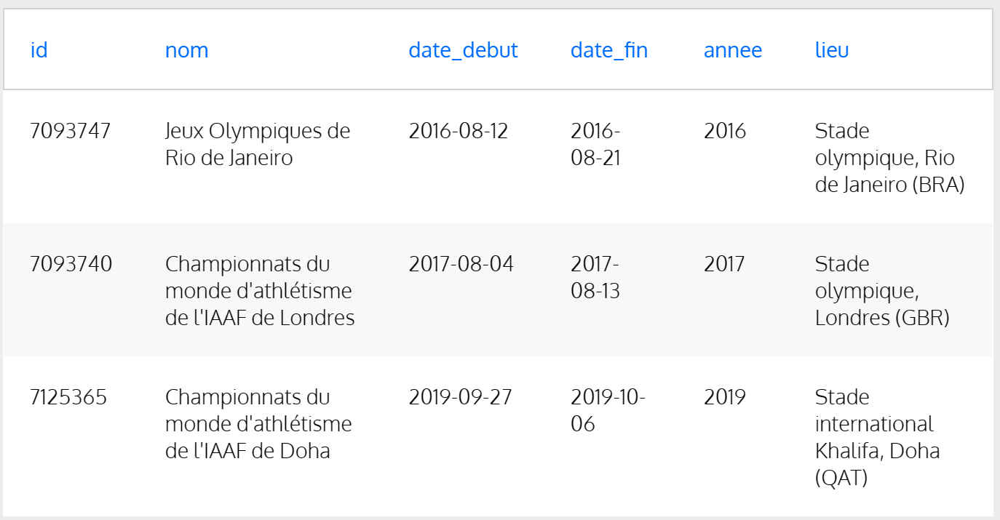 id nom date_debut date_fin annee lieu
7093747 Jeux Olympiques de 2016-08-12 2016- 2016 Stade
Rio de Janeiro 08-21 olympique, Rio
de Janeiro (BRA)
7093740 Championnats du 2017-08-04 2017- 2017 Stade
monde d'athlétisme 08-13 olympique,
de l'IAAF de Londres Londres (GBR)
7125365 Championnats du 2019-09-27 2019-10- 2019 Stade
monde d'athlétisme 06 international
de l'IAAF de Doha Khalifa, Doha
(QAT)